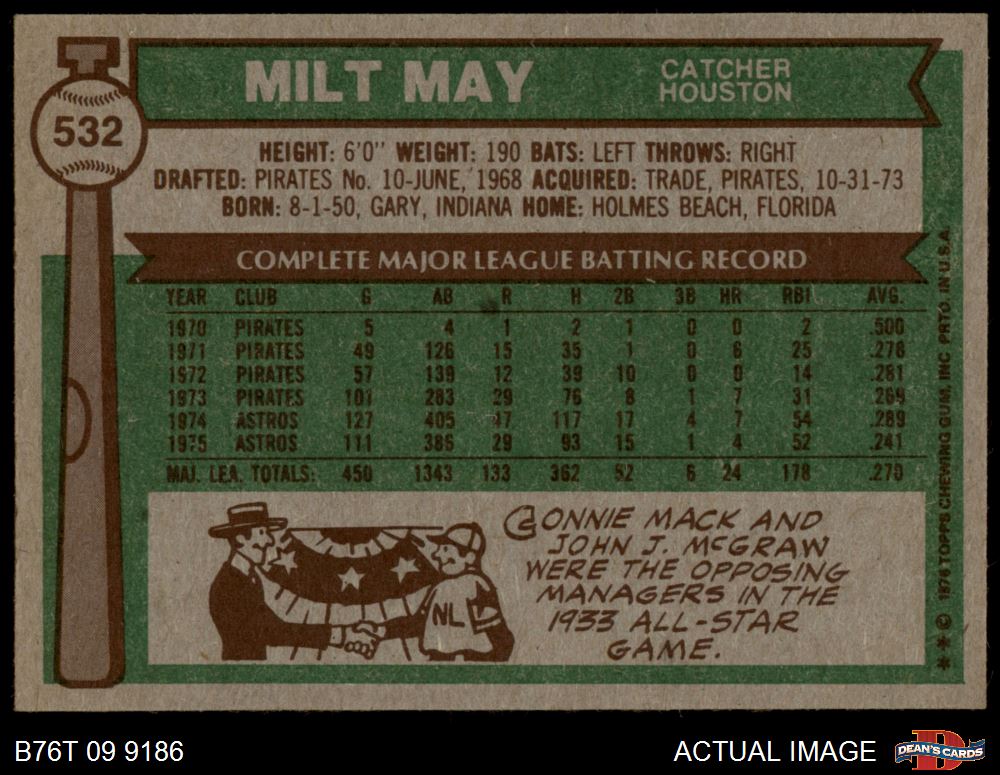 MILT MAY
CATCHER
HOUSTON
532
HEIGHT: 6'0" WEIGHT: 190 BATS: LEFT THROWS: RIGHT
DRAFTED: PIRATES No. 10-JUNE, 1968 ACQUIRED: TRADE, PIRATES, 10-31-73
BORN: 8-1-50, GARY, INDIANA HOME: HOLMES BEACH, FLORIDA
COMPLETE MAJOR LEAGUE BATTING RECORD
YEAR CLUB G AB R H 2B 3B HR RBI AVG.
1970 PIRATES 5 4 1 2 1 0 0 2 .500
1971 PIRATES 49 126 15 35 1 0 6 25 .278
1972 PIRATES 57 139 12 39 10 0 0 14 .281
1973 PIRATES 101 283 29 76 8 1 7 31 .269
1974 ASTROS 127 405 47 117 17 4 7 54 .289
1975 ASTROS 111 386 29 93 15 1 4 52 .241
MAJ. LEA. TOTALS: 450 1343 133 362 52 6 24 178 .270
CONNIE MACK AND
JOHN J. McGRAW
WERE THE OPPOSING
MANAGERS IN THE
1933 ALL-STAR
GAME.
NL
**© 1976 TOPPS CHEWING GUM, INC. PRTD. IN U.S.A.
B76T 09 9186
ACTUAL IMAGE
D
DEAN'S CARDS